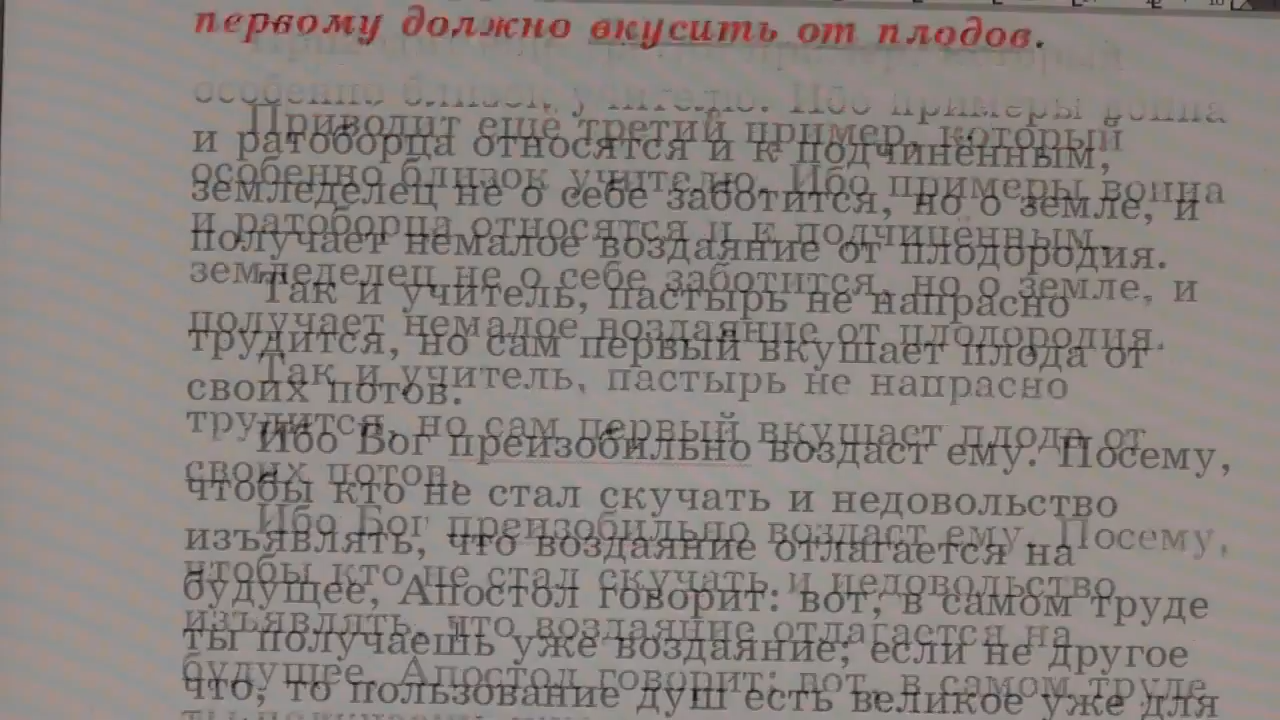 первому должно вкусить от плодов.
Приводит ещё третий пример, который
особенно близок учителю. Ибо примеры воина
и ратоборца относятся и к подчинённым,
земледелец не о себе заботится, но о земле, и
получает немалое воздаяние от плодородия.
Так и учитель, пастырь не напрасно
трудится, но сам первый вкушает плода от
своих потов.
Ибо Бог преизобильно воздаст ему. Посему,
чтобы кто не стал скучать и недовольство
изъявлять, что воздаяние отлагается на
будущее, Апостол говорит: вот, в самом труде
ты получаешь уже воздаяние; если не другое
что, то пользование душ есть великое уже для